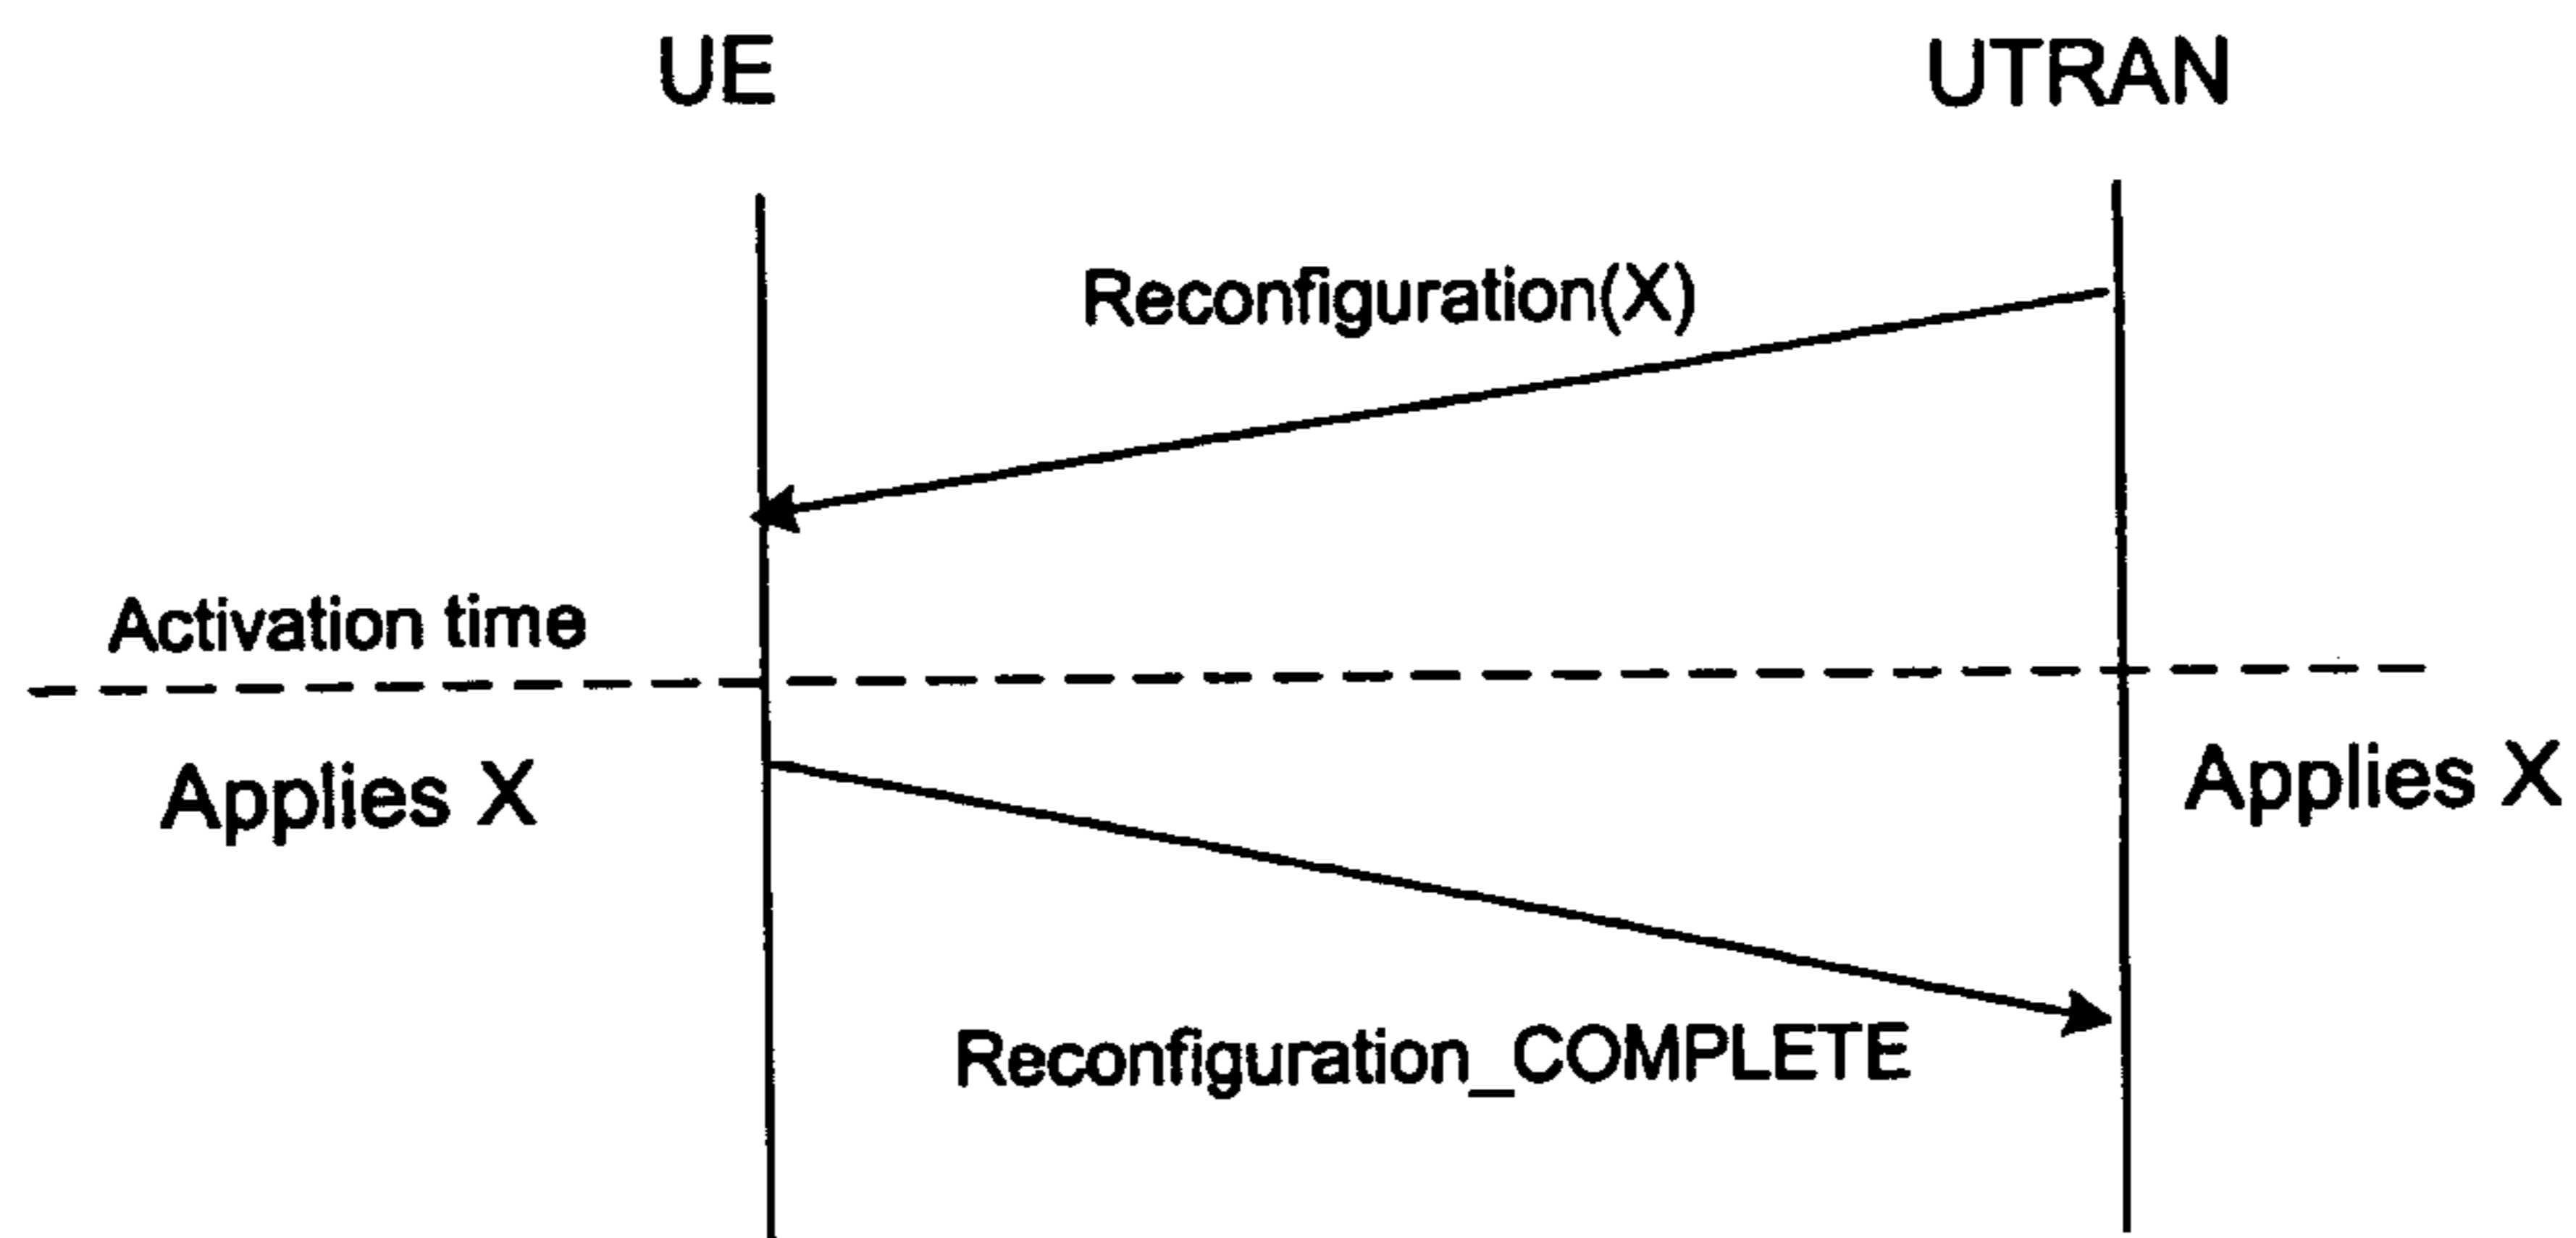 UE
UTRAN
Reconfiguration(X)
Activation time
Applies X
Applies X
Reconfiguration_COMPLETE